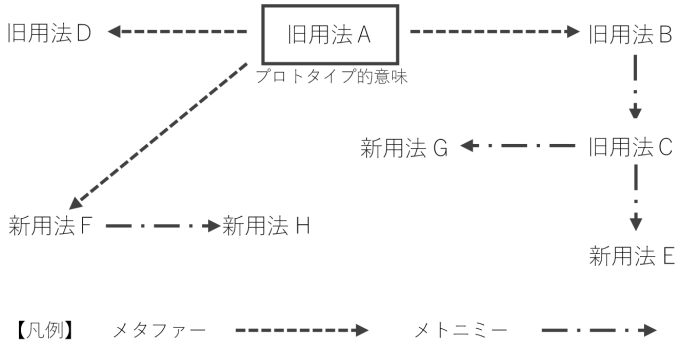 旧用法D
旧用法A
旧用法B
プロトタイプ的意味
新用法G
旧用法C
新用法F
新用法H
新用法E
【凡例】 メタファー メトニミー